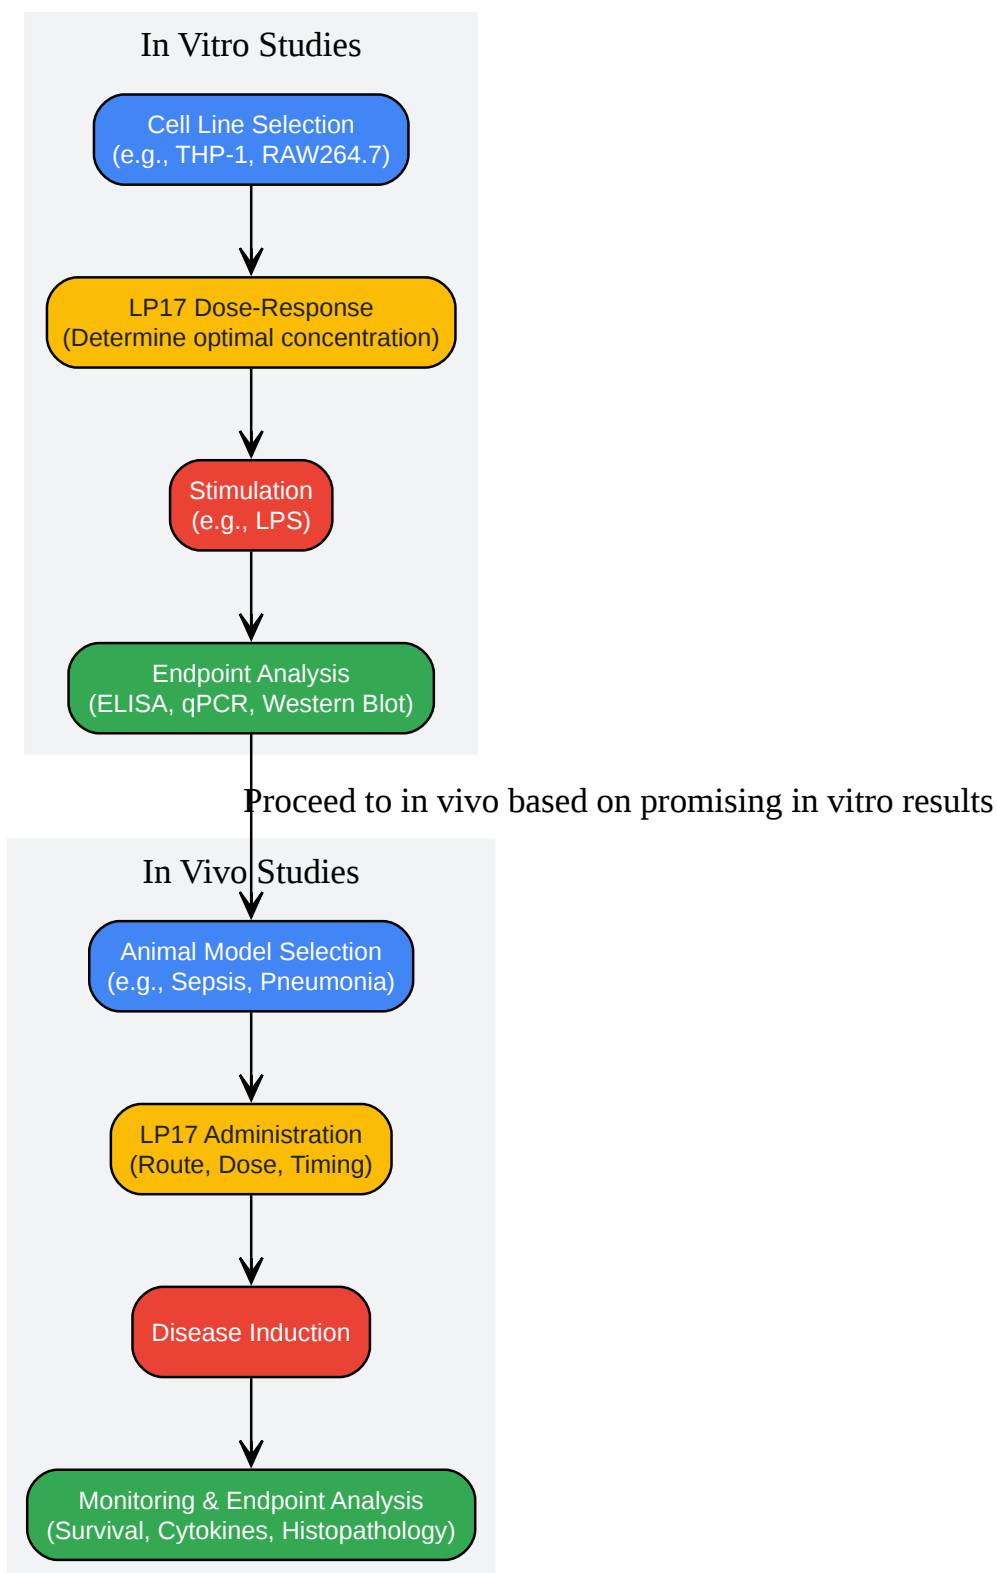 In Vitro Studies
Cell Line Selection
(e.g., THP-1, RAW264.7)
LP17 Dose-Response
(Determine optimal concentration)
Stimulation
(e.g., LPS)
Endpoint Analysis
(ELISA, qPCR, Western Blot)
Proceed to in vivo based on promising in vitro results
In Vivo Studies
Animal Model Selection
(e.g., Sepsis, Pneumonia)
LP17 Administration
(Route, Dose, Timing)
Disease Induction
Monitoring & Endpoint Analysis
(Survival, Cytokines, Histopathology)